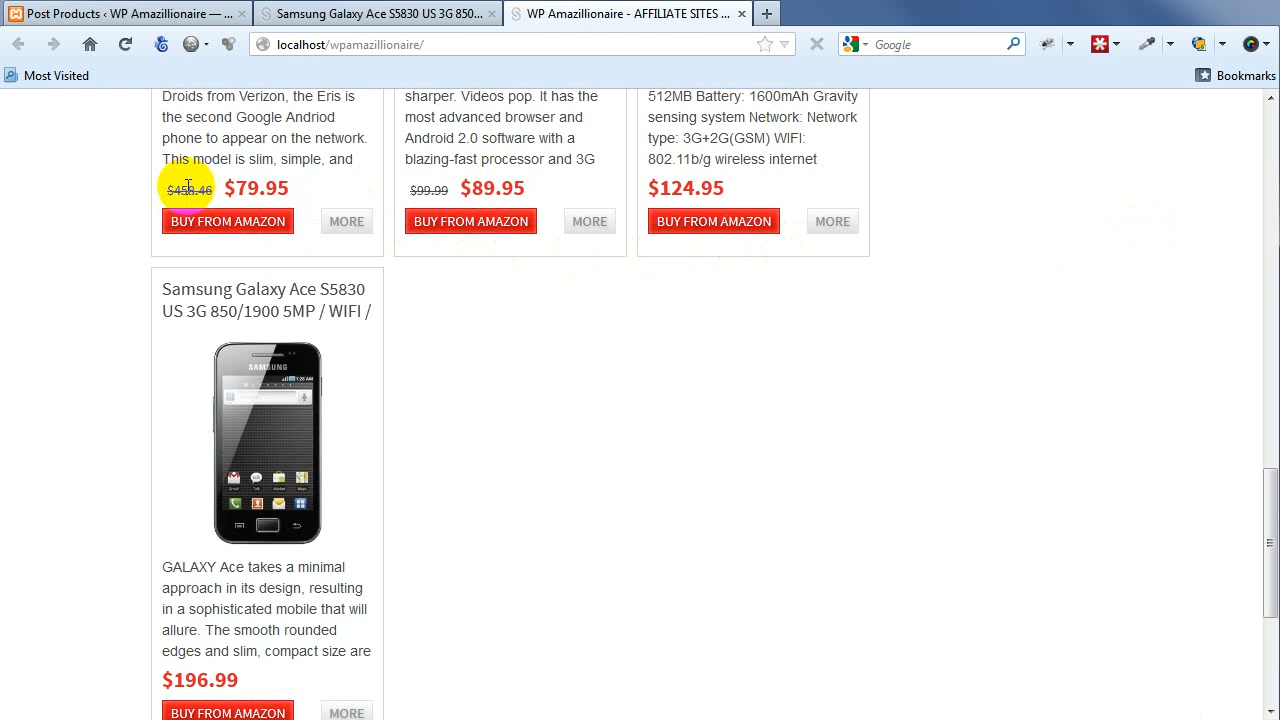 Post Products ‹ WP Amazillionaire — ...
Samsung Galaxy Ace S5830 US 3G 850...
WP Amazillionaire - AFFILIATE SITES ...
localhost/wpamazillionaire/
Google
Most Visited
Bookmarks
Droids from Verizon, the Eris is
the second Google Andriod
phone to appear on the network.
This model is slim, simple, and
$79.95
BUY FROM AMAZON
MORE
sharper. Videos pop. It has the
most advanced browser and
Android 2.0 software with a
blazing-fast processor and 3G
$99.99 $89.95
BUY FROM AMAZON
MORE
512MB Battery: 1600mAh Gravity
sensing system Network: Network
type: 3G+2G(GSM) WIFI:
802.11b/g wireless internet
$124.95
BUY FROM AMAZON
MORE
Samsung Galaxy Ace S5830
US 3G 850/1900 5MP / WIFI /
SAMSUNG
GALAXY Ace takes a minimal
approach in its design, resulting
in a sophisticated mobile that will
allure. The smooth rounded
edges and slim, compact size are
$196.99
BUY FROM AMAZON
MORE